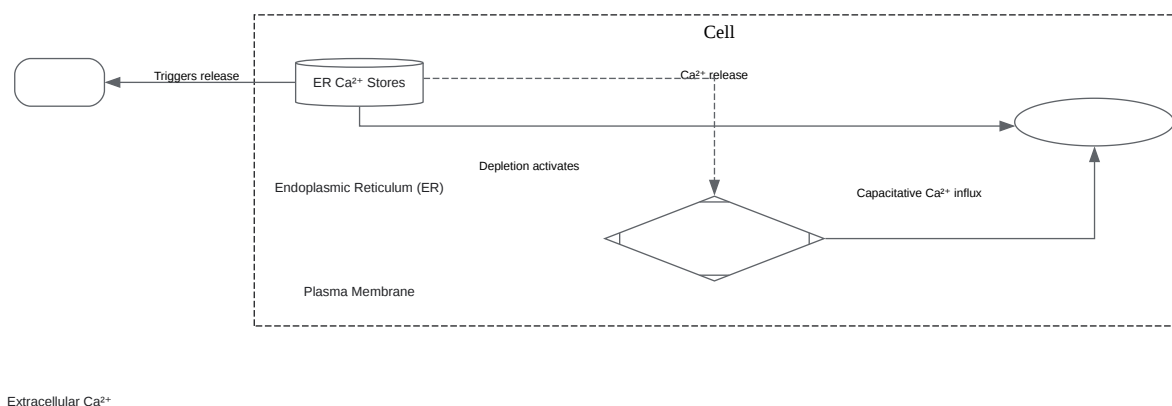 Cell
Triggers release
ER Ca²⁺ Stores
Ca²⁺ release
Depletion activates
Endoplasmic Reticulum (ER)
Capacitative Ca²⁺ influx
Plasma Membrane
Extracellular Ca²⁺